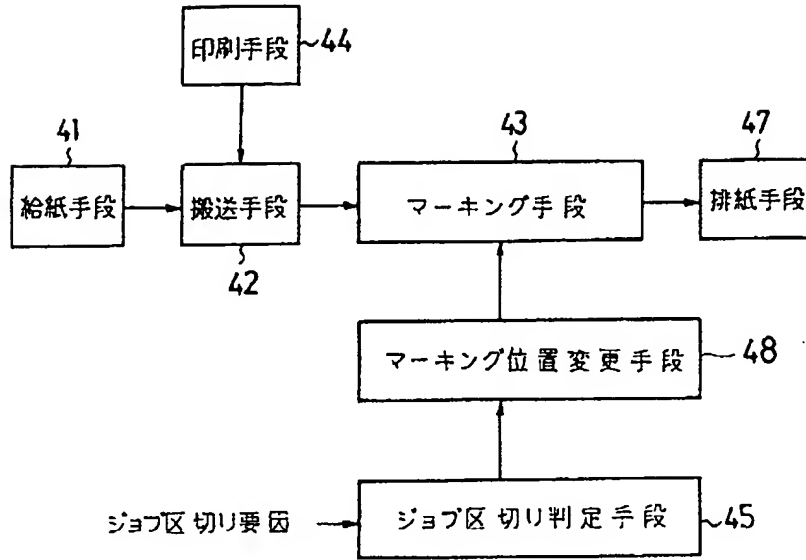 印刷手段
44
41
43
47
給紙手段
搬送手段
マーキング手段
排紙手段
42
マーキング位置変更手段
48
ジョブ区切り要因
ジョブ区切り判定手段
45